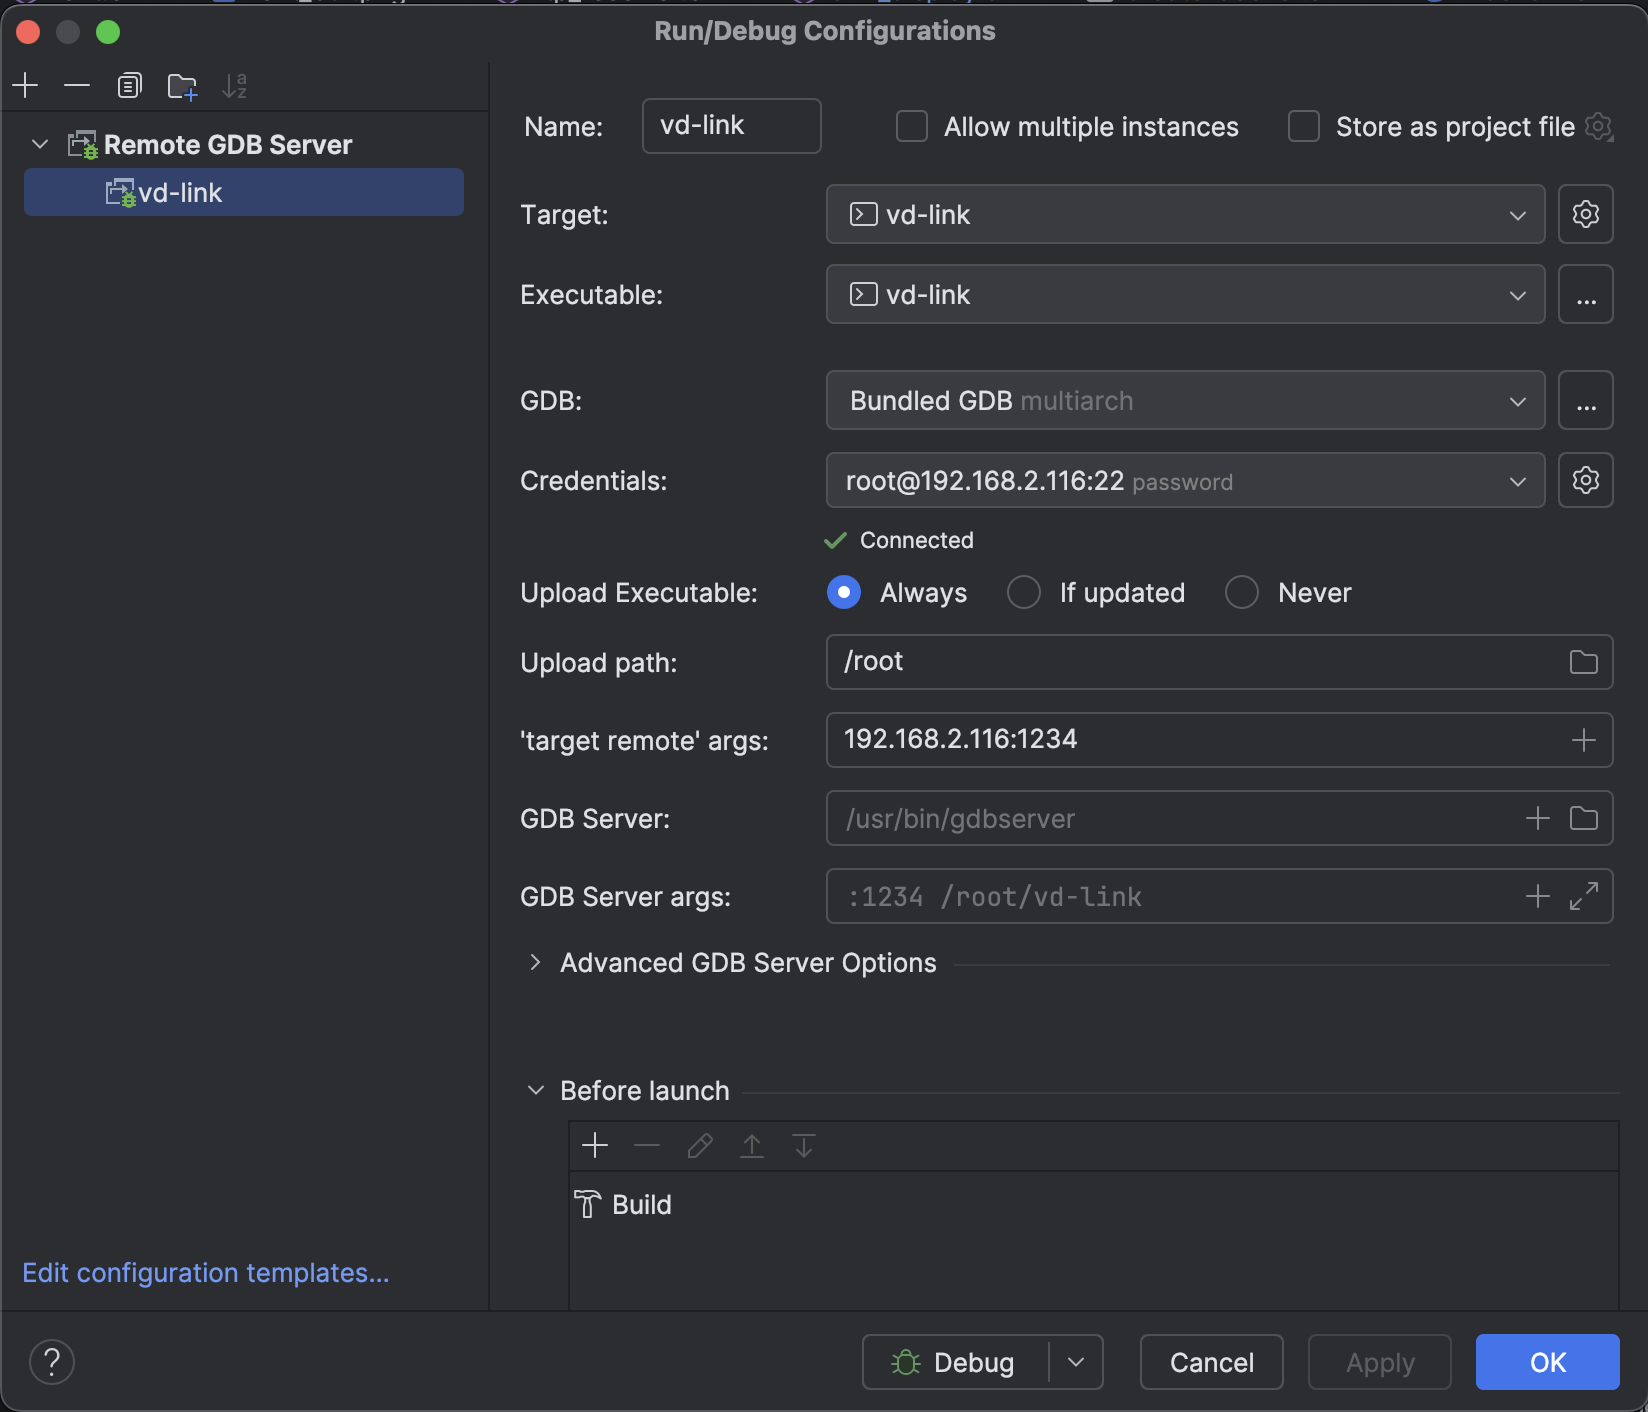 Run/Debug Configurations
Remote GDB Server
vd-link
Edit configuration templates...
Name: vd-link Allow multiple instances Store as project file
Target: vd-link
Executable: vd-link ...
GDB: Bundled GDB multiarch ...
Credentials: root@192.168.2.116:22 password
Connected
Upload Executable: Always If updated Never
Upload path: /root
'target remote' args: 192.168.2.116:1234
GDB Server: /usr/bin/gdbserver
GDB Server args: :1234 /root/vd-link
Advanced GDB Server Options
Before launch
Build
? Debug Cancel Apply OK